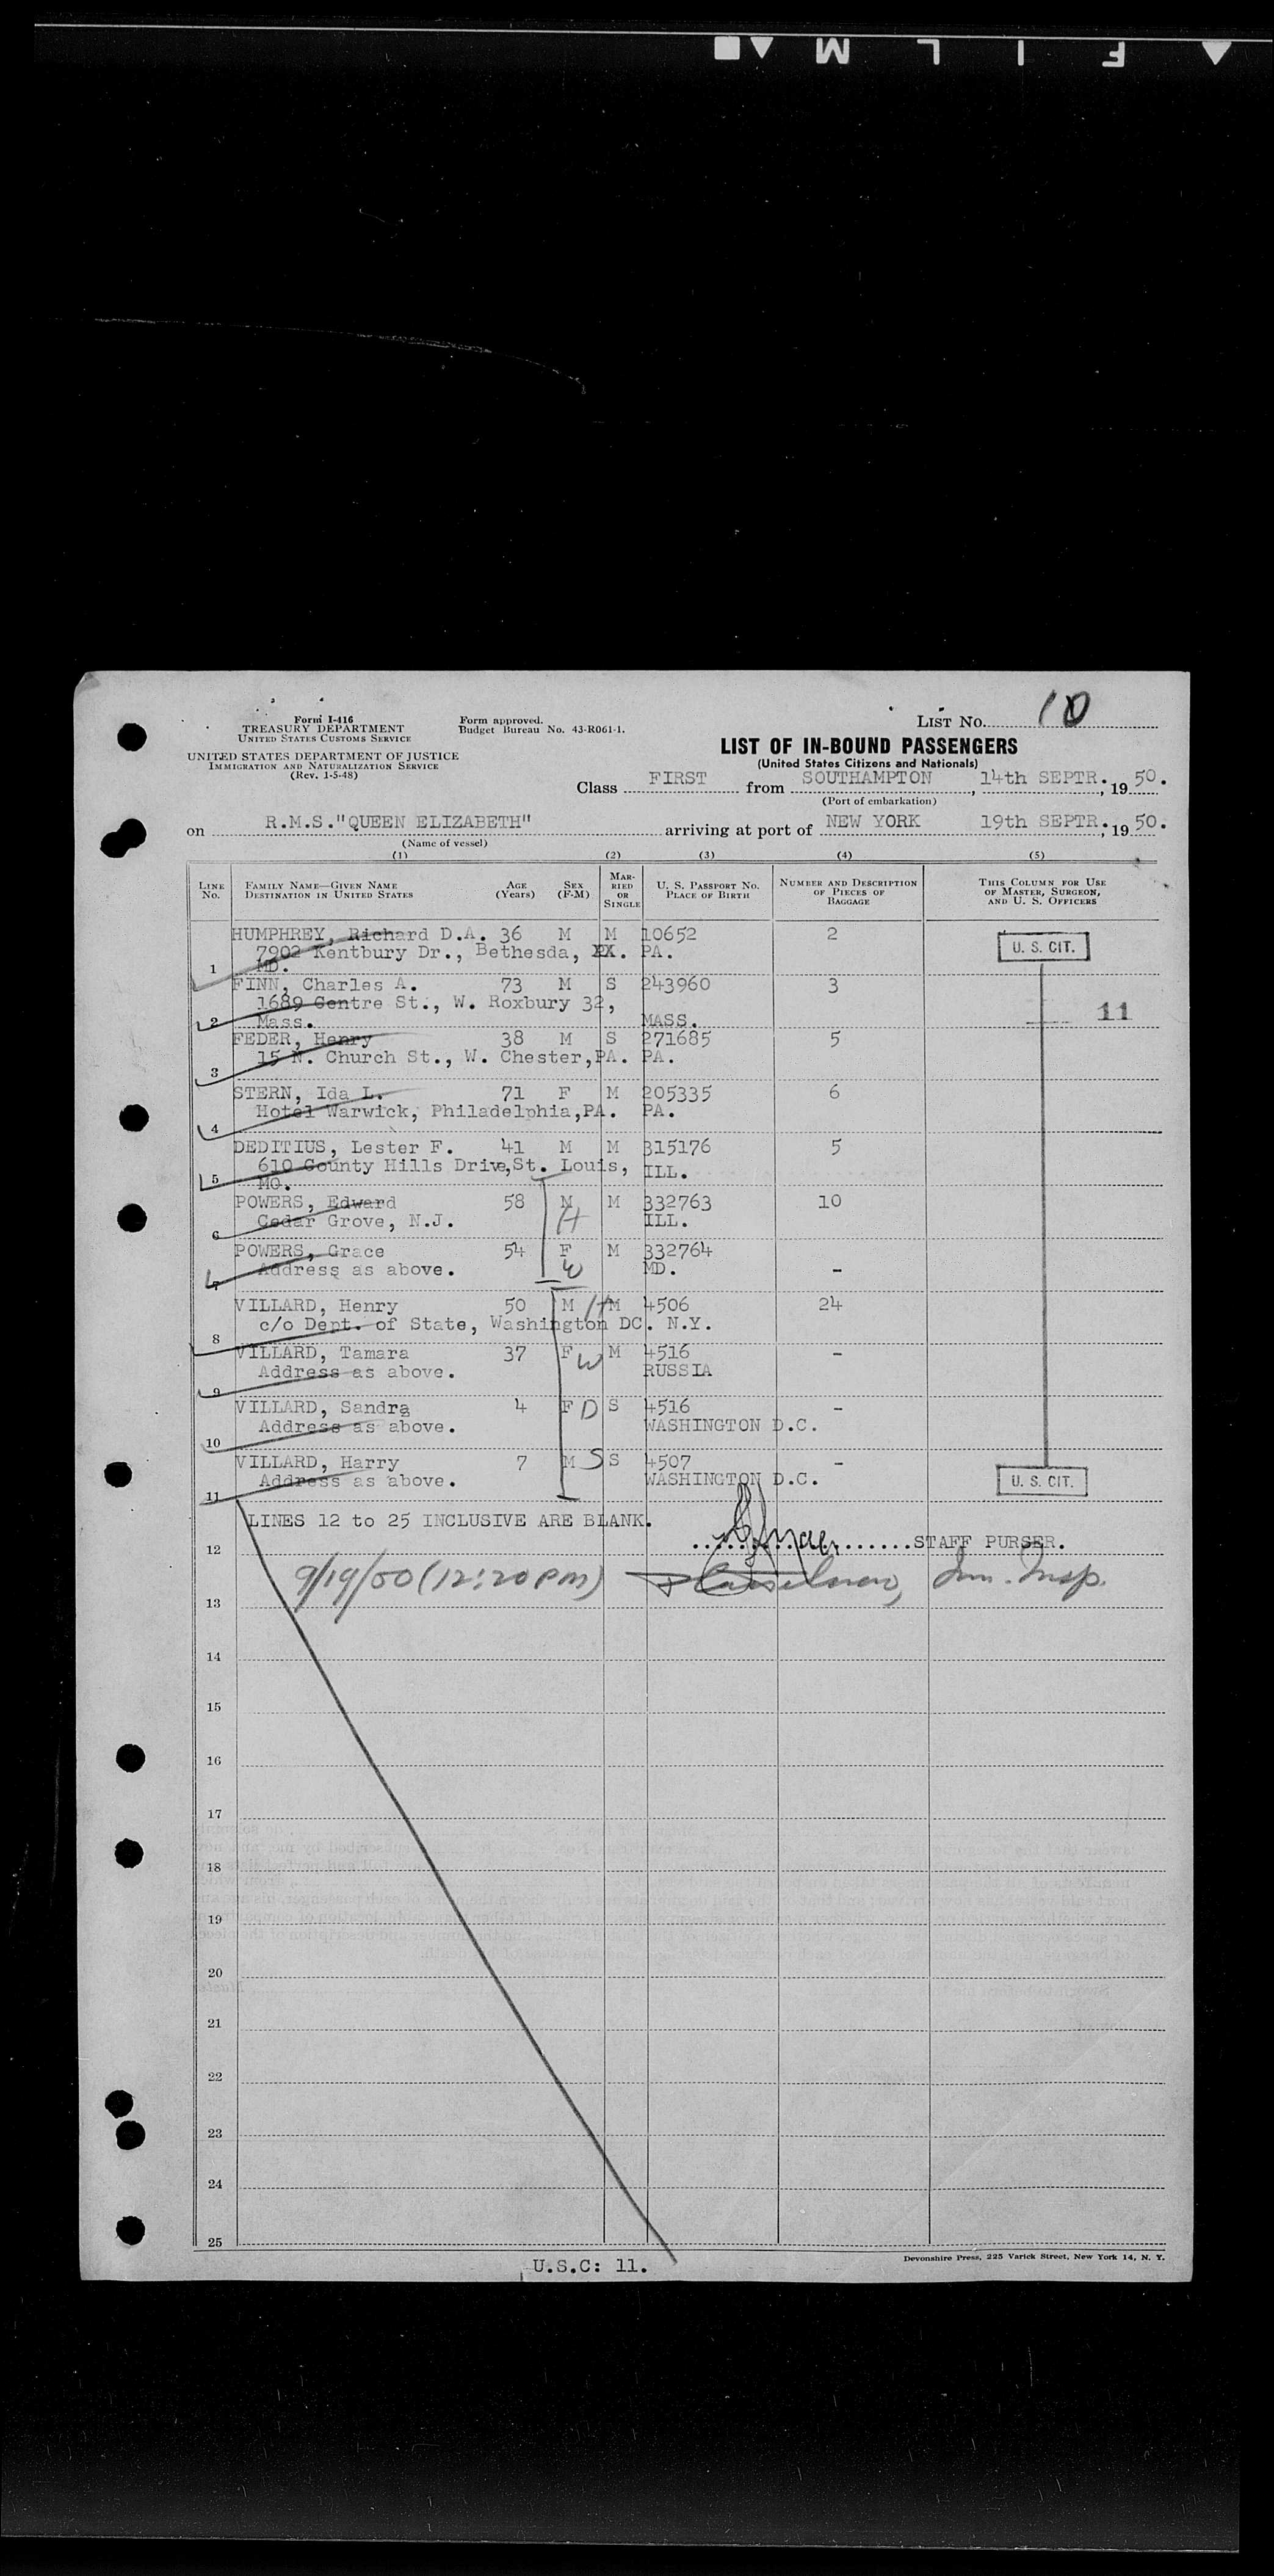 F I L M
Form I-416
TREASURY DEPARTMENT
UNITED STATES CUSTOMS SERVICE
UNITED STATES DEPARTMENT OF JUSTICE
IMMIGRATION AND NATURALIZATION SERVICE
(Rev. 1-5-48)
Form approved.
Budget Bureau No. 43-R061-1.
LIST NO. 10
LIST OF IN-BOUND PASSENGERS
(United States Citizens and Nationals)
Class FIRST from SOUTHAMPTON, 14th SEPTR., 19 50.
(Port of embarkation)
on R.M.S."QUEEN ELIZABETH" arriving at port of NEW YORK 19th SEPTR., 19 50.
(Name of vessel)
(1) (2) (3) (4) (5)
LINE NO. FAMILY NAME—GIVEN NAME DESTINATION IN UNITED STATES AGE (YEARS) SEX (F-M) MARRIED OR SINGLE U. S. PASSPORT NO. PLACE OF BIRTH NUMBER AND DESCRIPTION OF PIECES OF BAGGAGE THIS COLUMN FOR USE OF MASTER, SURGEON, AND U. S. OFFICERS
HUMPHREY, Richard D.A. 36 M M 10652 2
7902 Kentbury Dr., Bethesda, XX. PA. U. S. CIT.
1 MD.
FINN, Charles A. 73 M S 243960 3
1689 Centre St., W. Roxbury 32, 11
2 Mass. MASS.
FEDER, Henry 38 M S 271685 5
15 N. Church St., W. Chester,PA. PA.
3
STERN, Ida L. 71 F M 205335 6
Hotel Warwick, Philadelphia,PA. PA.
4
DEDITIUS, Lester F. 41 M M 315176 5
610 County Hills Drive,St. Louis, ILL.
5 MO.
POWERS, Edward 58 M M 332763 10
Cedar Grove, N.J. H ILL.
6
POWERS, Grace 54 F M 332764
Address as above. W MD. -
7
VILLARD, Henry 50 M H M 4506 24
c/o Dept. of State, Washington DC. N.Y.
8
VILLARD, Tamara 37 F W M 4516 -
Address as above. RUSSIA
9
VILLARD, Sandra 4 F D S 4516 -
Address as above. WASHINGTON D.C.
10
VILLARD, Harry 7 M S S 4507 -
Address as above. WASHINGTON D.C. U. S. CIT.
11
LINES 12 to 25 INCLUSIVE ARE BLANK.
STAFF PURSER.
12
9/19/50 (12:20 PM) Imm. Insp.
13
14
15
16
17
18
19
20
21
22
23
24
25
U.S.C: 11.
Devonshire Press, 225 Varick Street, New York 14, N. Y.